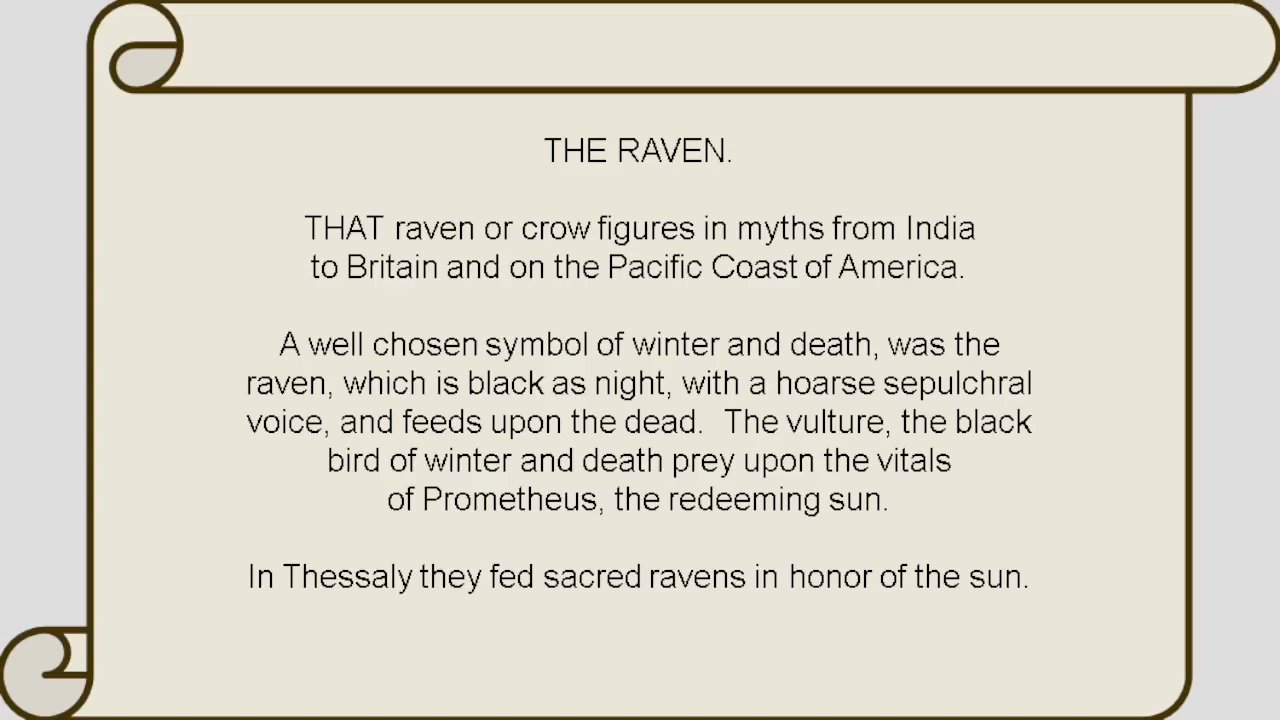 THE RAVEN.
THAT raven or crow figures in myths from India
to Britain and on the Pacific Coast of America.
A well chosen symbol of winter and death, was the
raven, which is black as night, with a hoarse sepulchral
voice, and feeds upon the dead.  The vulture, the black
bird of winter and death prey upon the vitals
of Prometheus, the redeeming sun.
In Thessaly they fed sacred ravens in honor of the sun.